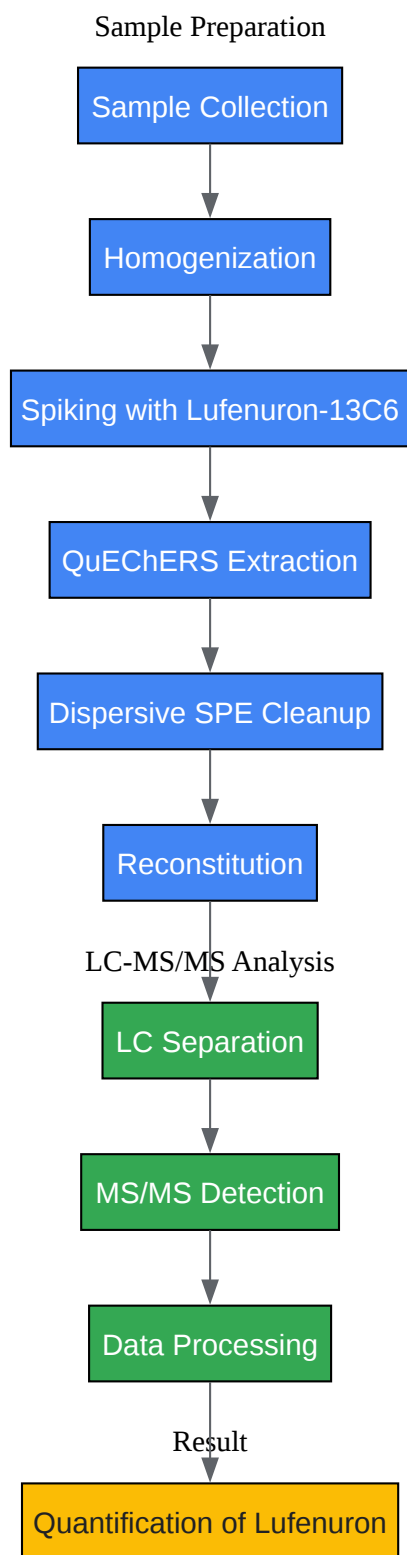 Sample Preparation
Sample Collection
Homogenization
Spiking with Lufenuron-13C6
QuEChERS Extraction
Dispersive SPE Cleanup
Reconstitution
LC-MS/MS Analysis
LC Separation
MS/MS Detection
Data Processing
Result
Quantification of Lufenuron